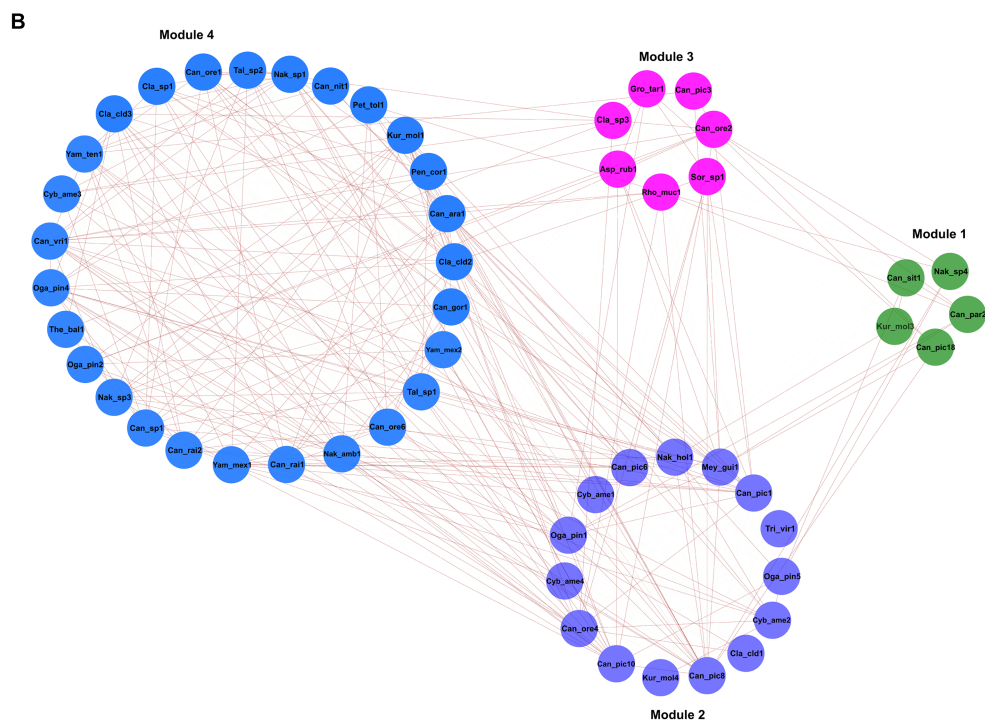 B
Module 4
Can_ore1
Tal_sp2
Nak_sp1
Can_nit1
Cla_sp1
Pet_tol1
Cla_cld3
Kur_mol1
Yam_ten1
Pen_cor1
Cyb_ame3
Can_ara1
Can_vri1
Cla_cld2
Oga_pin4
Can_gor1
The_bal1
Yam_mex2
Oga_pin2
Tal_sp1
Nak_sp3
Can_ore6
Can_sp1
Nak_amb1
Can_rai2
Yam_mex1
Can_rai1
Module 3
Gro_tar1
Can_pic3
Cla_sp3
Can_ore2
Asp_rub1
Sor_sp1
Rho_muc1
Module 1
Can_sit1
Nak_sp4
Can_par2
Kur_mol3
Can_pic18
Nak_hol1
Can_pic6
Mey_gui1
Cyb_ame1
Can_pic1
Oga_pin1
Tri_vir1
Cyb_ame4
Oga_pin5
Can_ore4
Cyb_ame2
Can_pic10
Cla_cld1
Kur_mol4
Can_pic8
Module 2